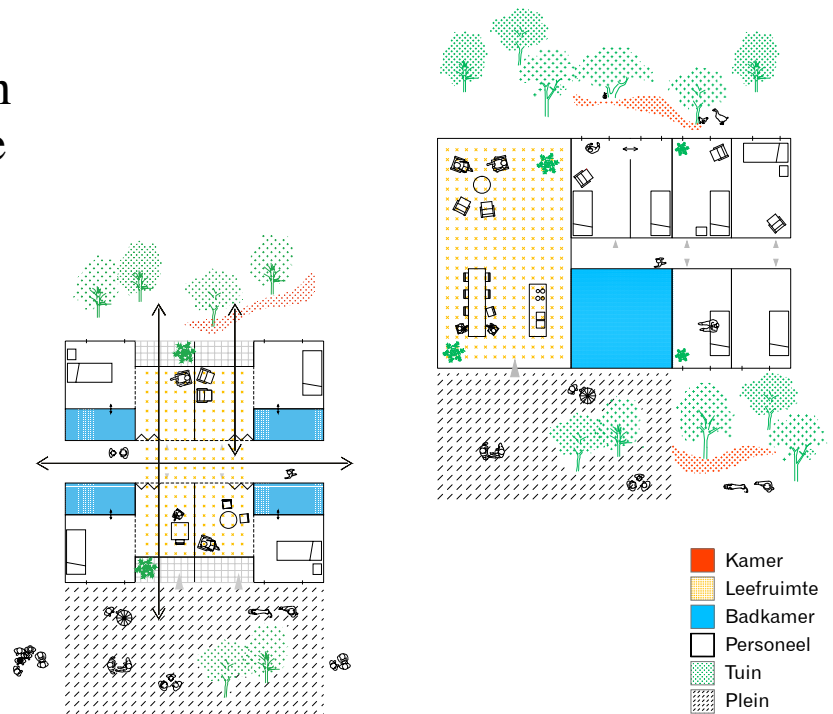 n
e
Kamer
Leefruimte
Badkamer
Personeel
Tuin
Plein